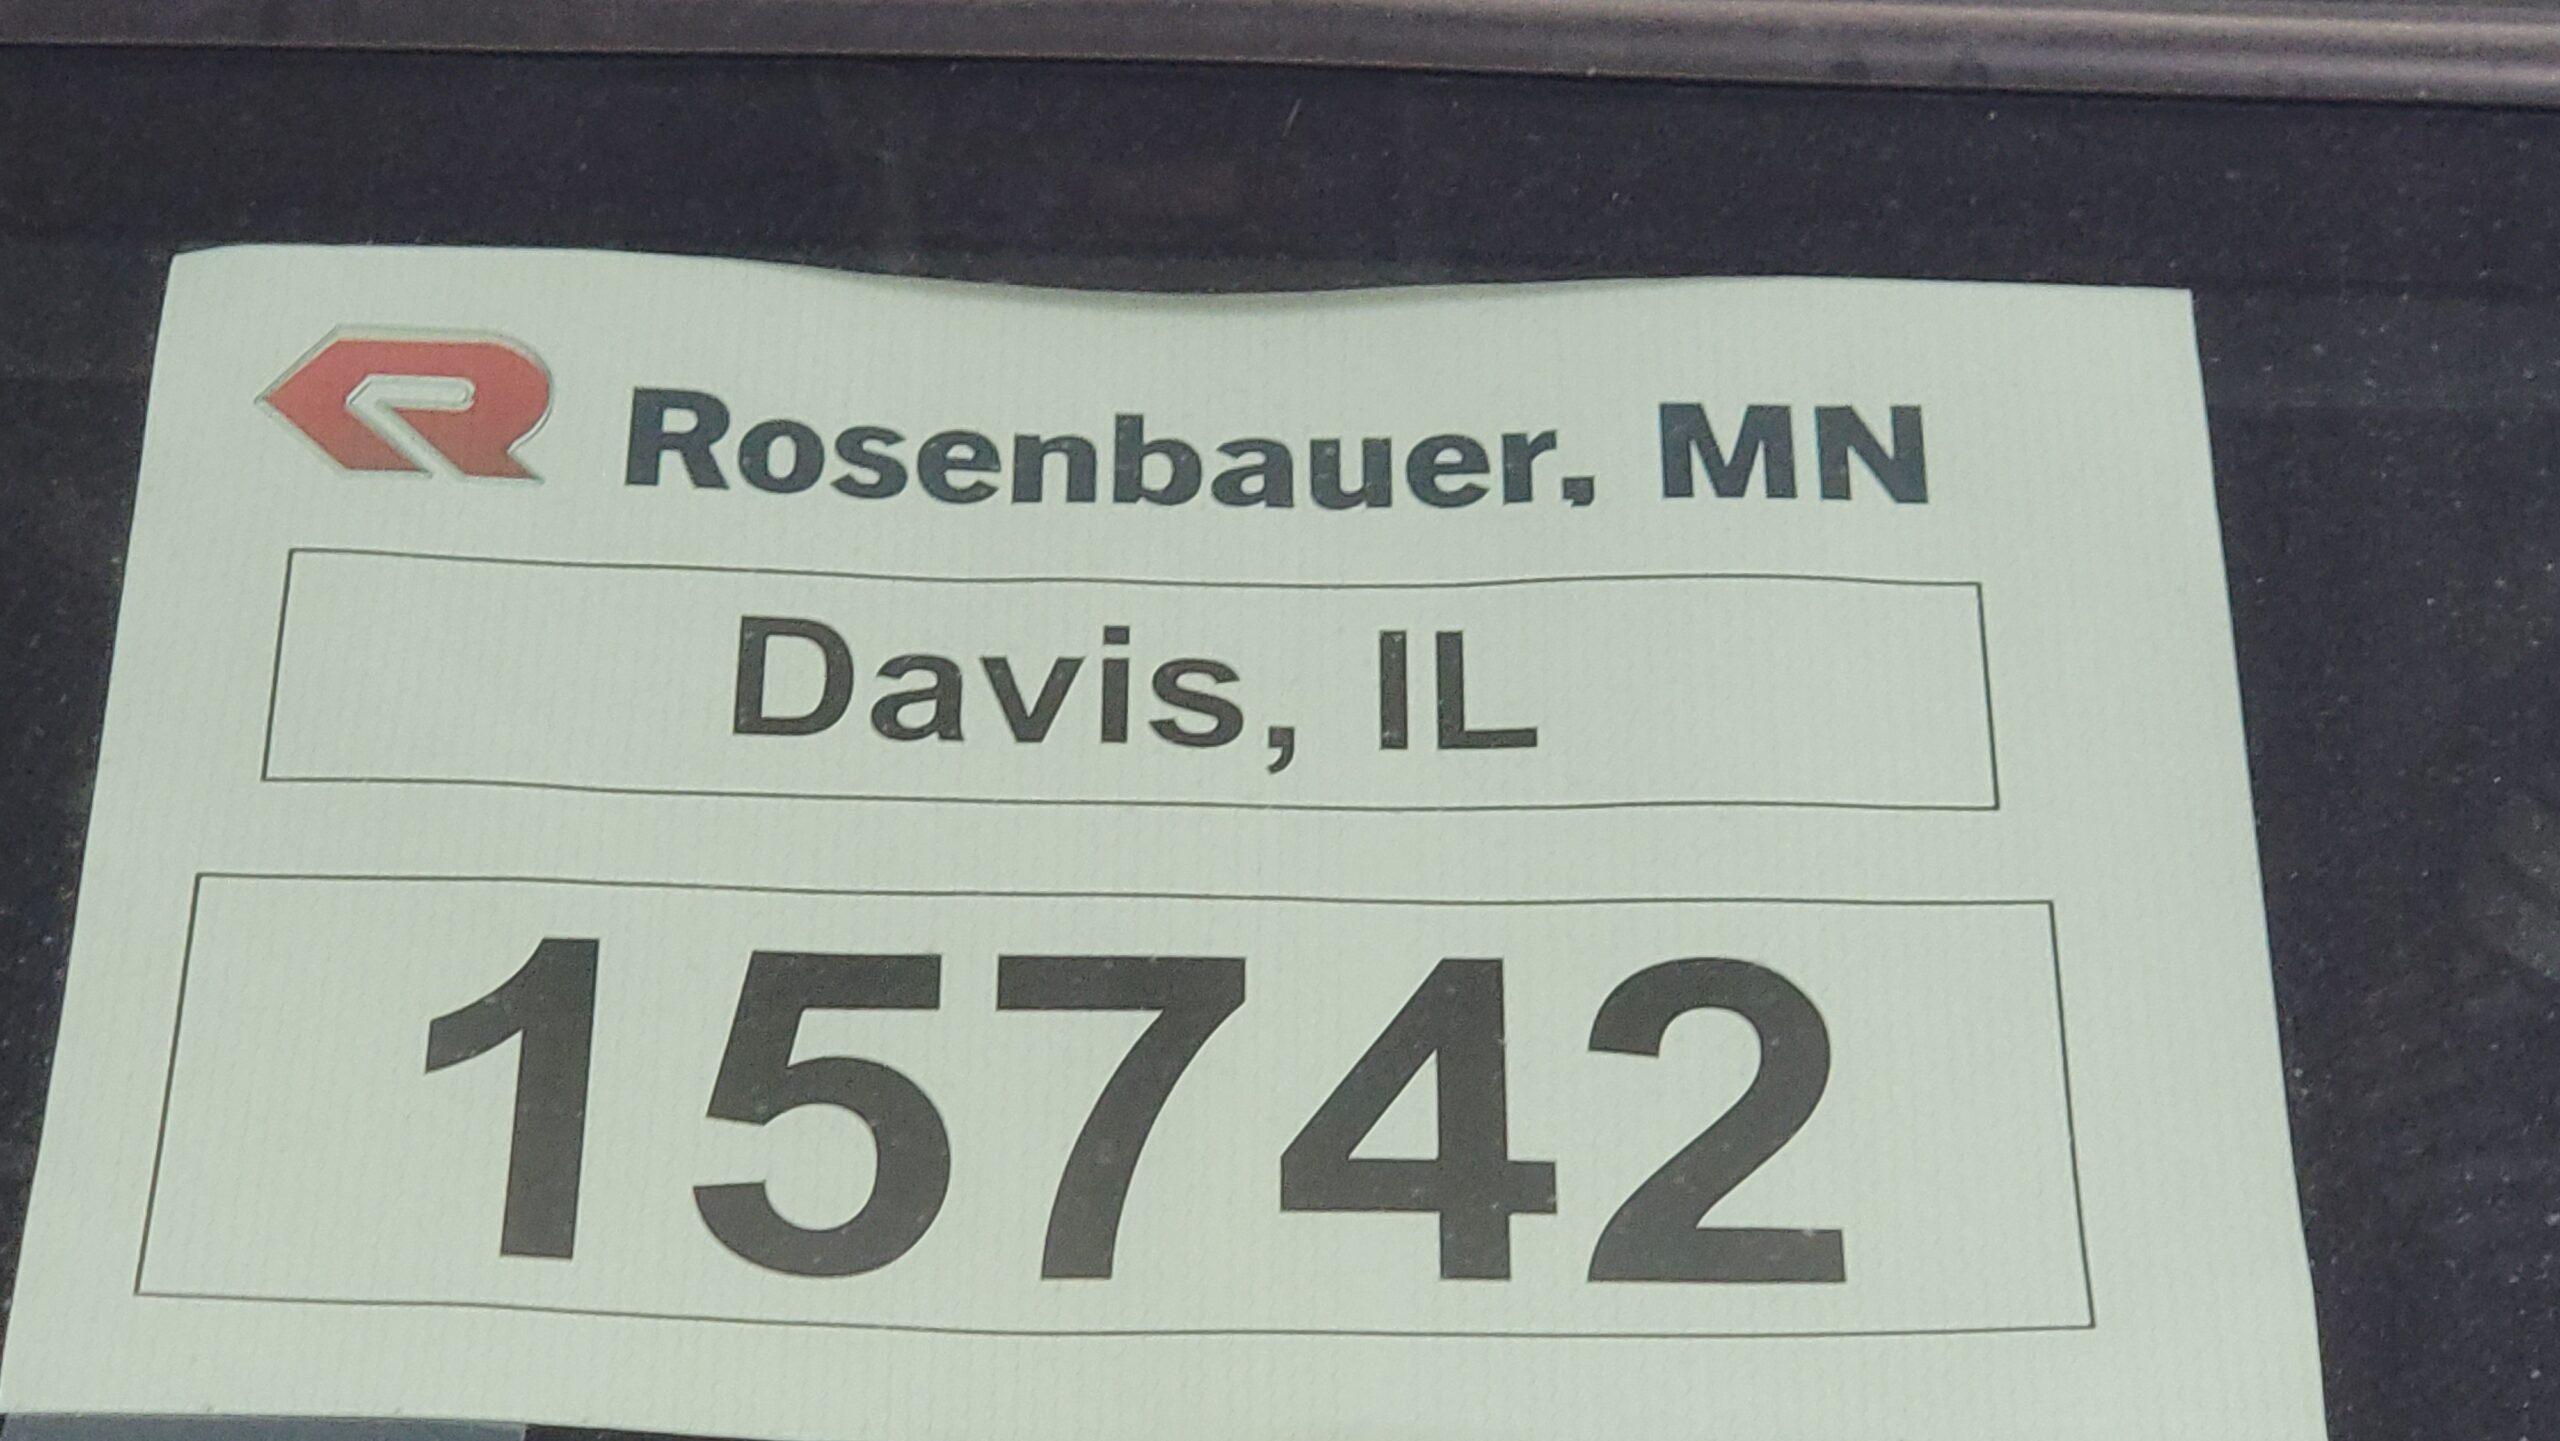 Rosenbauer, MN
Davis, IL
15742